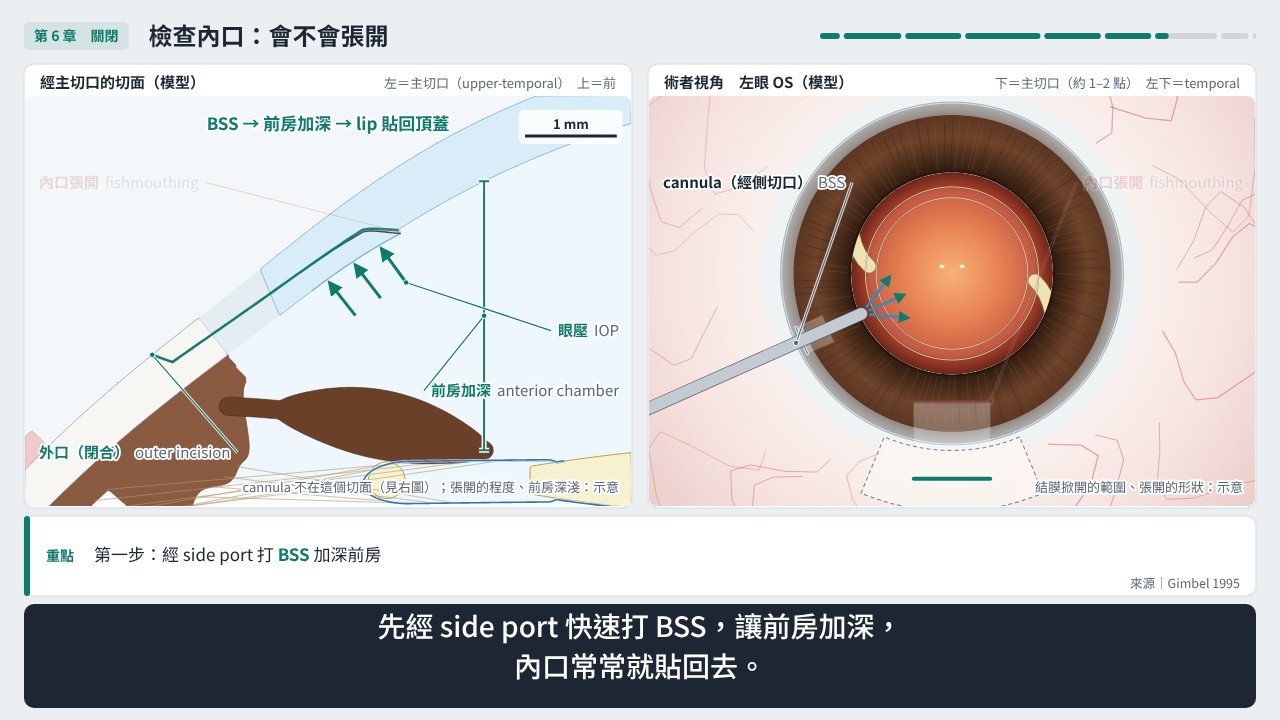 第 6 章　關閉
檢查內口：會不會張開
經主切口的切面（模型）
左＝主切口（upper-temporal）　上＝前
BSS → 前房加深 → lip 貼回頂蓋
1 mm
內口張開 fishmouthing
眼壓 IOP
前房加深 anterior chamber
外口（閉合） outer incision
cannula 不在這個切面（見右圖）；張開的程度、前房深淺：示意
術者視角　左眼 OS（模型）
下＝主切口（約 1–2 點）　左下＝temporal
cannula（經側切口） BSS
內口張開 fishmouthing
結膜掀開的範圍、張開的形狀：示意
重點　第一步：經 side port 打 BSS 加深前房
來源｜Gimbel 1995
先經 side port 快速打 BSS，讓前房加深，
內口常常就貼回去。